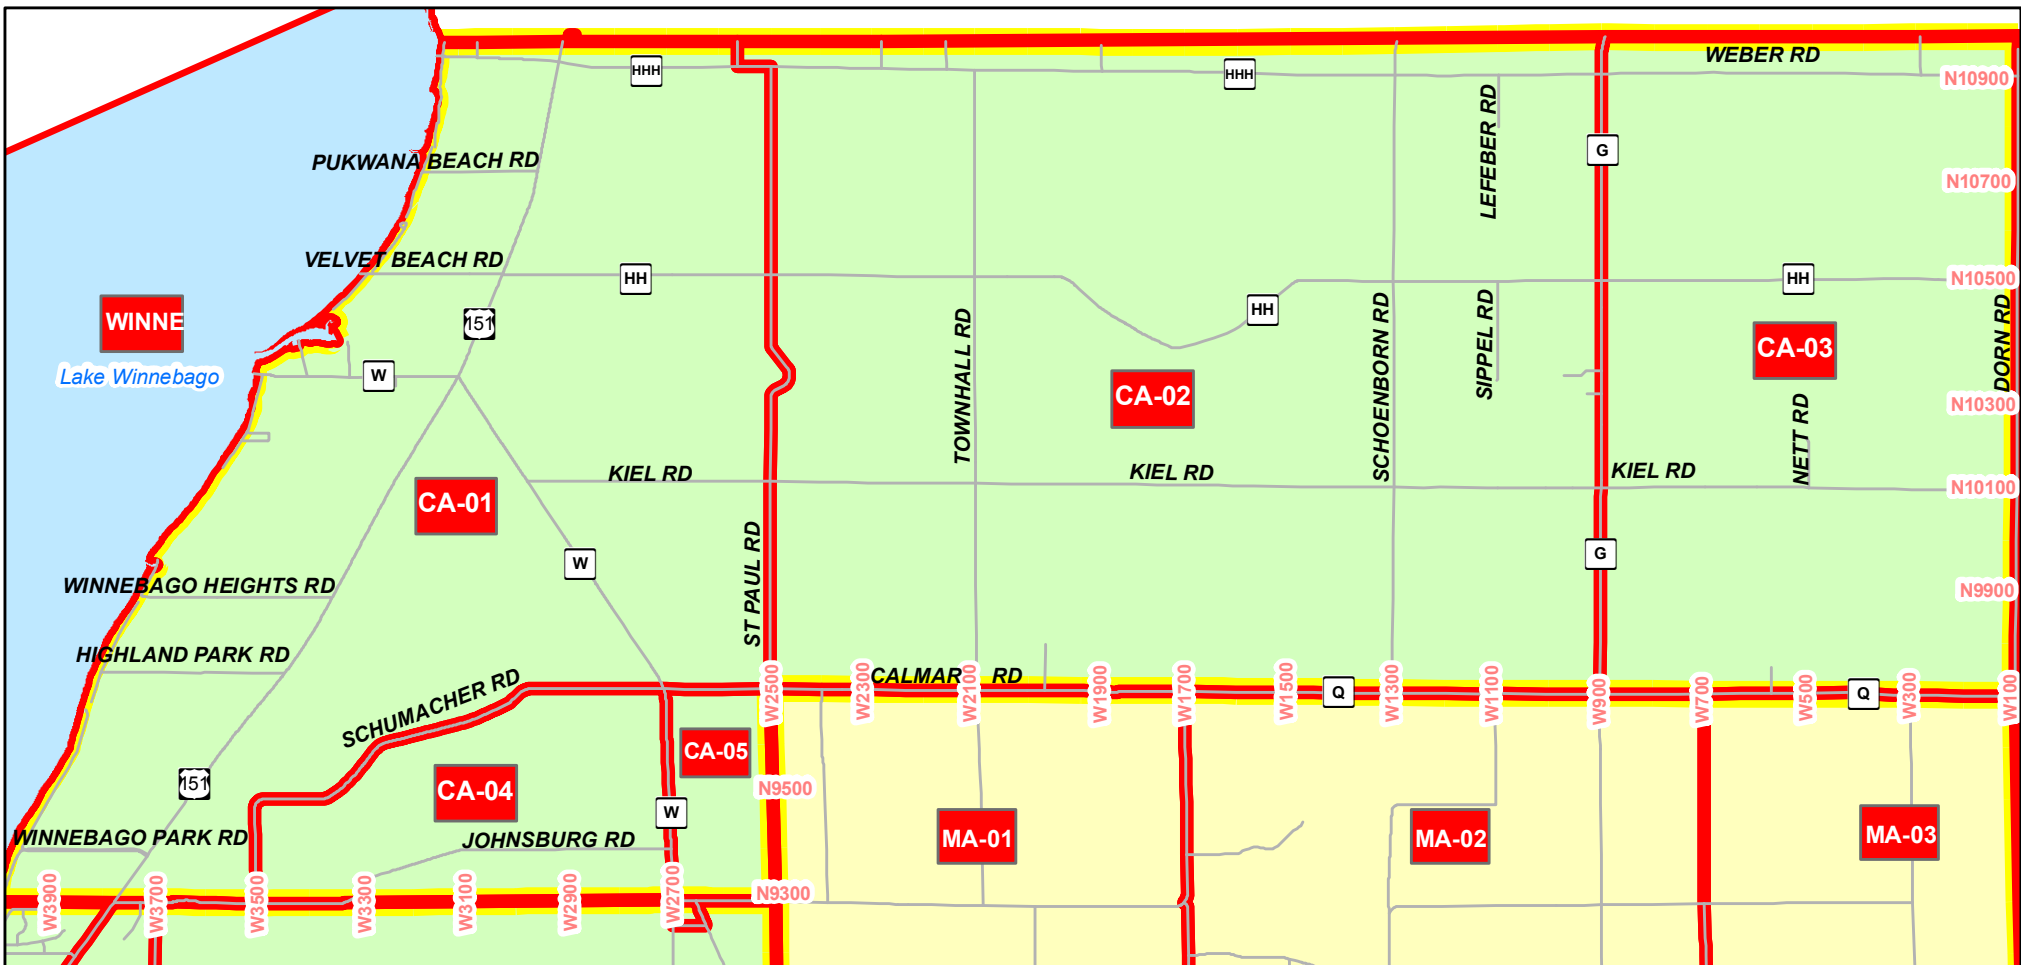 WEBER RD
HHH
HHH
N10900
LEFEBER RD
G
PUKWANA BEACH RD
N10700
VELVET BEACH RD
HH
HH
N10500
HH
WINNE
151
TOWNHALL RD
SCHOENBORN RD
SIPPEL RD
DORN RD
CA-03
Lake Winnebago
W
CA-02
N10300
NETT RD
KIEL RD
KIEL RD
KIEL RD
N10100
CA-01
ST PAUL RD
W
G
WINNEBAGO HEIGHTS RD
N9900
HIGHLAND PARK RD
SCHUMACHER RD
CALMAR RD
W2500
W2300
W2100
W1900
W1700
W1500
Q
W1300
W1100
W900
W700
W500
Q
W300
W100
CA-05
151
CA-04
N9500
W
WINNEBAGO PARK RD
JOHNSBURG RD
MA-01
MA-02
MA-03
N9300
W3900
W3700
W3500
W3300
W3100
W2900
W2700